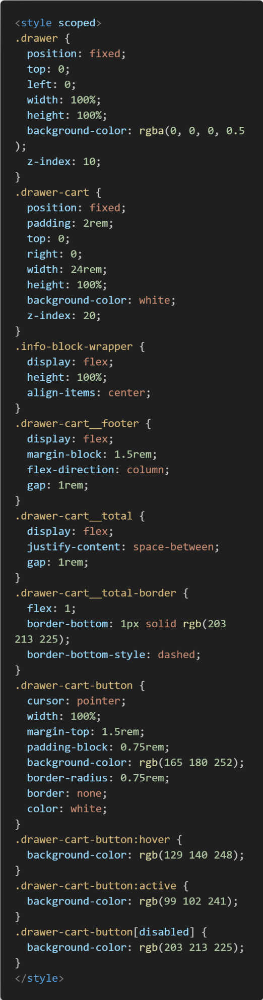 <style scoped>
.drawer {
  position: fixed;
  top: 0;
  left: 0;
  width: 100%;
  height: 100%;
  background-color: rgba(0, 0, 0, 0.5
);
  z-index: 10;
}
.drawer-cart {
  position: fixed;
  padding: 2rem;
  top: 0;
  right: 0;
  width: 24rem;
  height: 100%;
  background-color: white;
  z-index: 20;
}
.info-block-wrapper {
  display: flex;
  height: 100%;
  align-items: center;
}
.drawer-cart__footer {
  display: flex;
  margin-block: 1.5rem;
  flex-direction: column;
  gap: 1rem;
}
.drawer-cart__total {
  display: flex;
  justify-content: space-between;
  gap: 1rem;
}
.drawer-cart__total-border {
  flex: 1;
  border-bottom: 1px solid rgb(203
213 225);
  border-bottom-style: dashed;
}
.drawer-cart-button {
  cursor: pointer;
  width: 100%;
  margin-top: 1.5rem;
  padding-block: 0.75rem;
  background-color: rgb(165 180 252);
  border-radius: 0.75rem;
  border: none;
  color: white;
}
.drawer-cart-button:hover {
  background-color: rgb(129 140 248);
}
.drawer-cart-button:active {
  background-color: rgb(99 102 241);
}
.drawer-cart-button[disabled] {
  background-color: rgb(203 213 225);
}
</style>